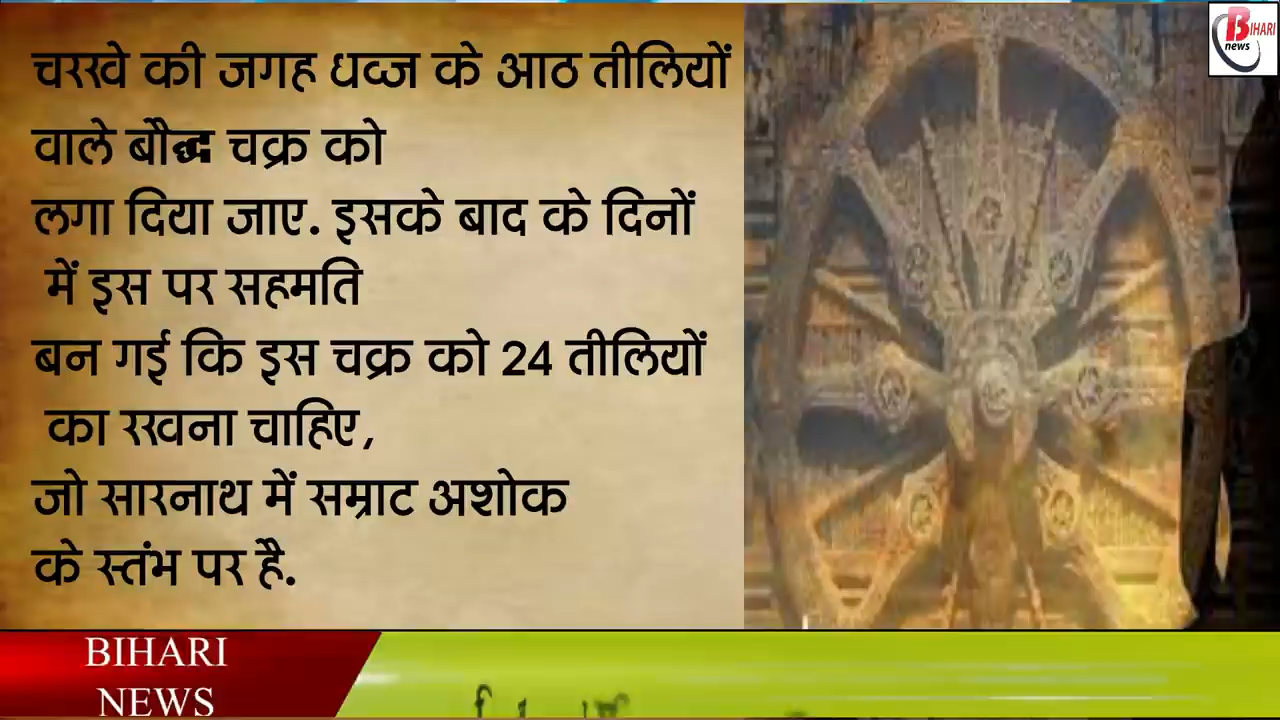 चरखे की जगह धव्ज के आठ तीलियों
वाले बौद्ध चक्र को
लगा दिया जाए. इसके बाद के दिनों
में इस पर सहमति
बन गई कि इस चक्र को 24 तीलियों
का रखना चाहिए,
जो सारनाथ में सम्राट अशोक
के स्तंभ पर है.
BIHARI
news
BIHARI
NEWS